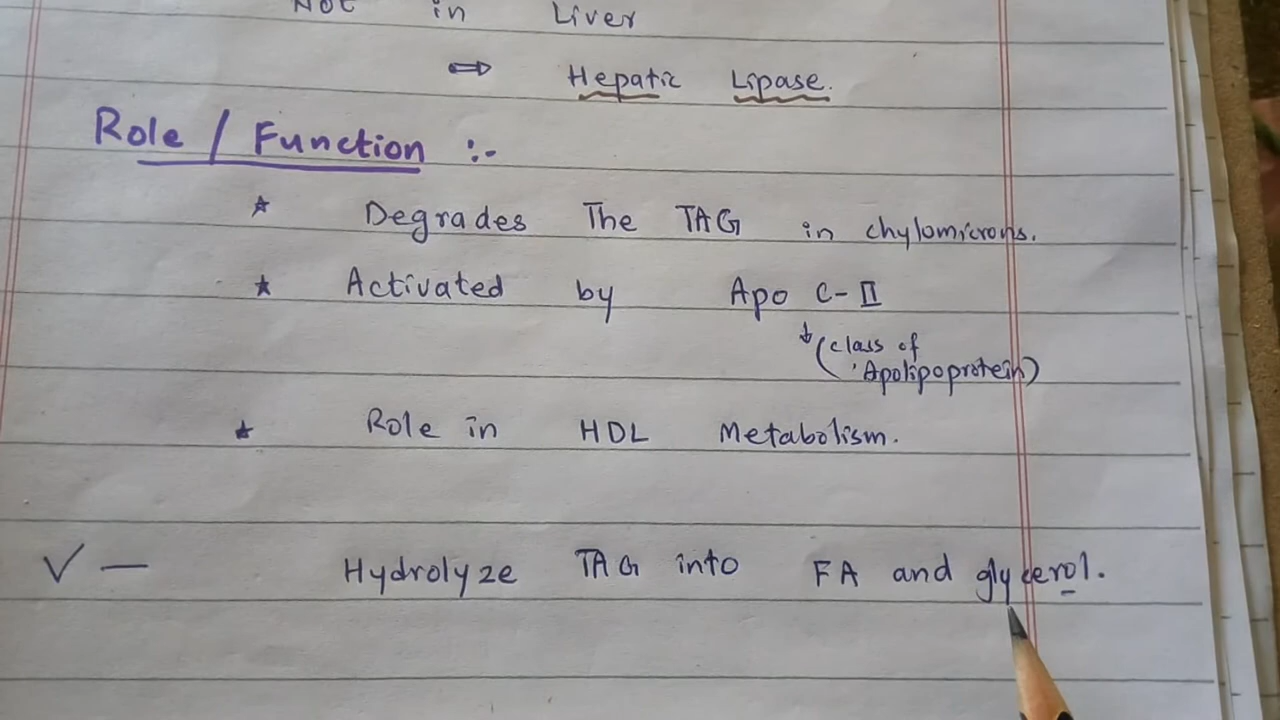 Not in Liver
⇒ Hepatic Lipase.
Role / Function :-
★ Degrades The TAG in chylomicrons.
★ Activated by Apo C-II
↓ (class of
Apolipoprotein)
★ Role in HDL Metabolism.
✓ — Hydrolyze TAG into FA and glycerol.